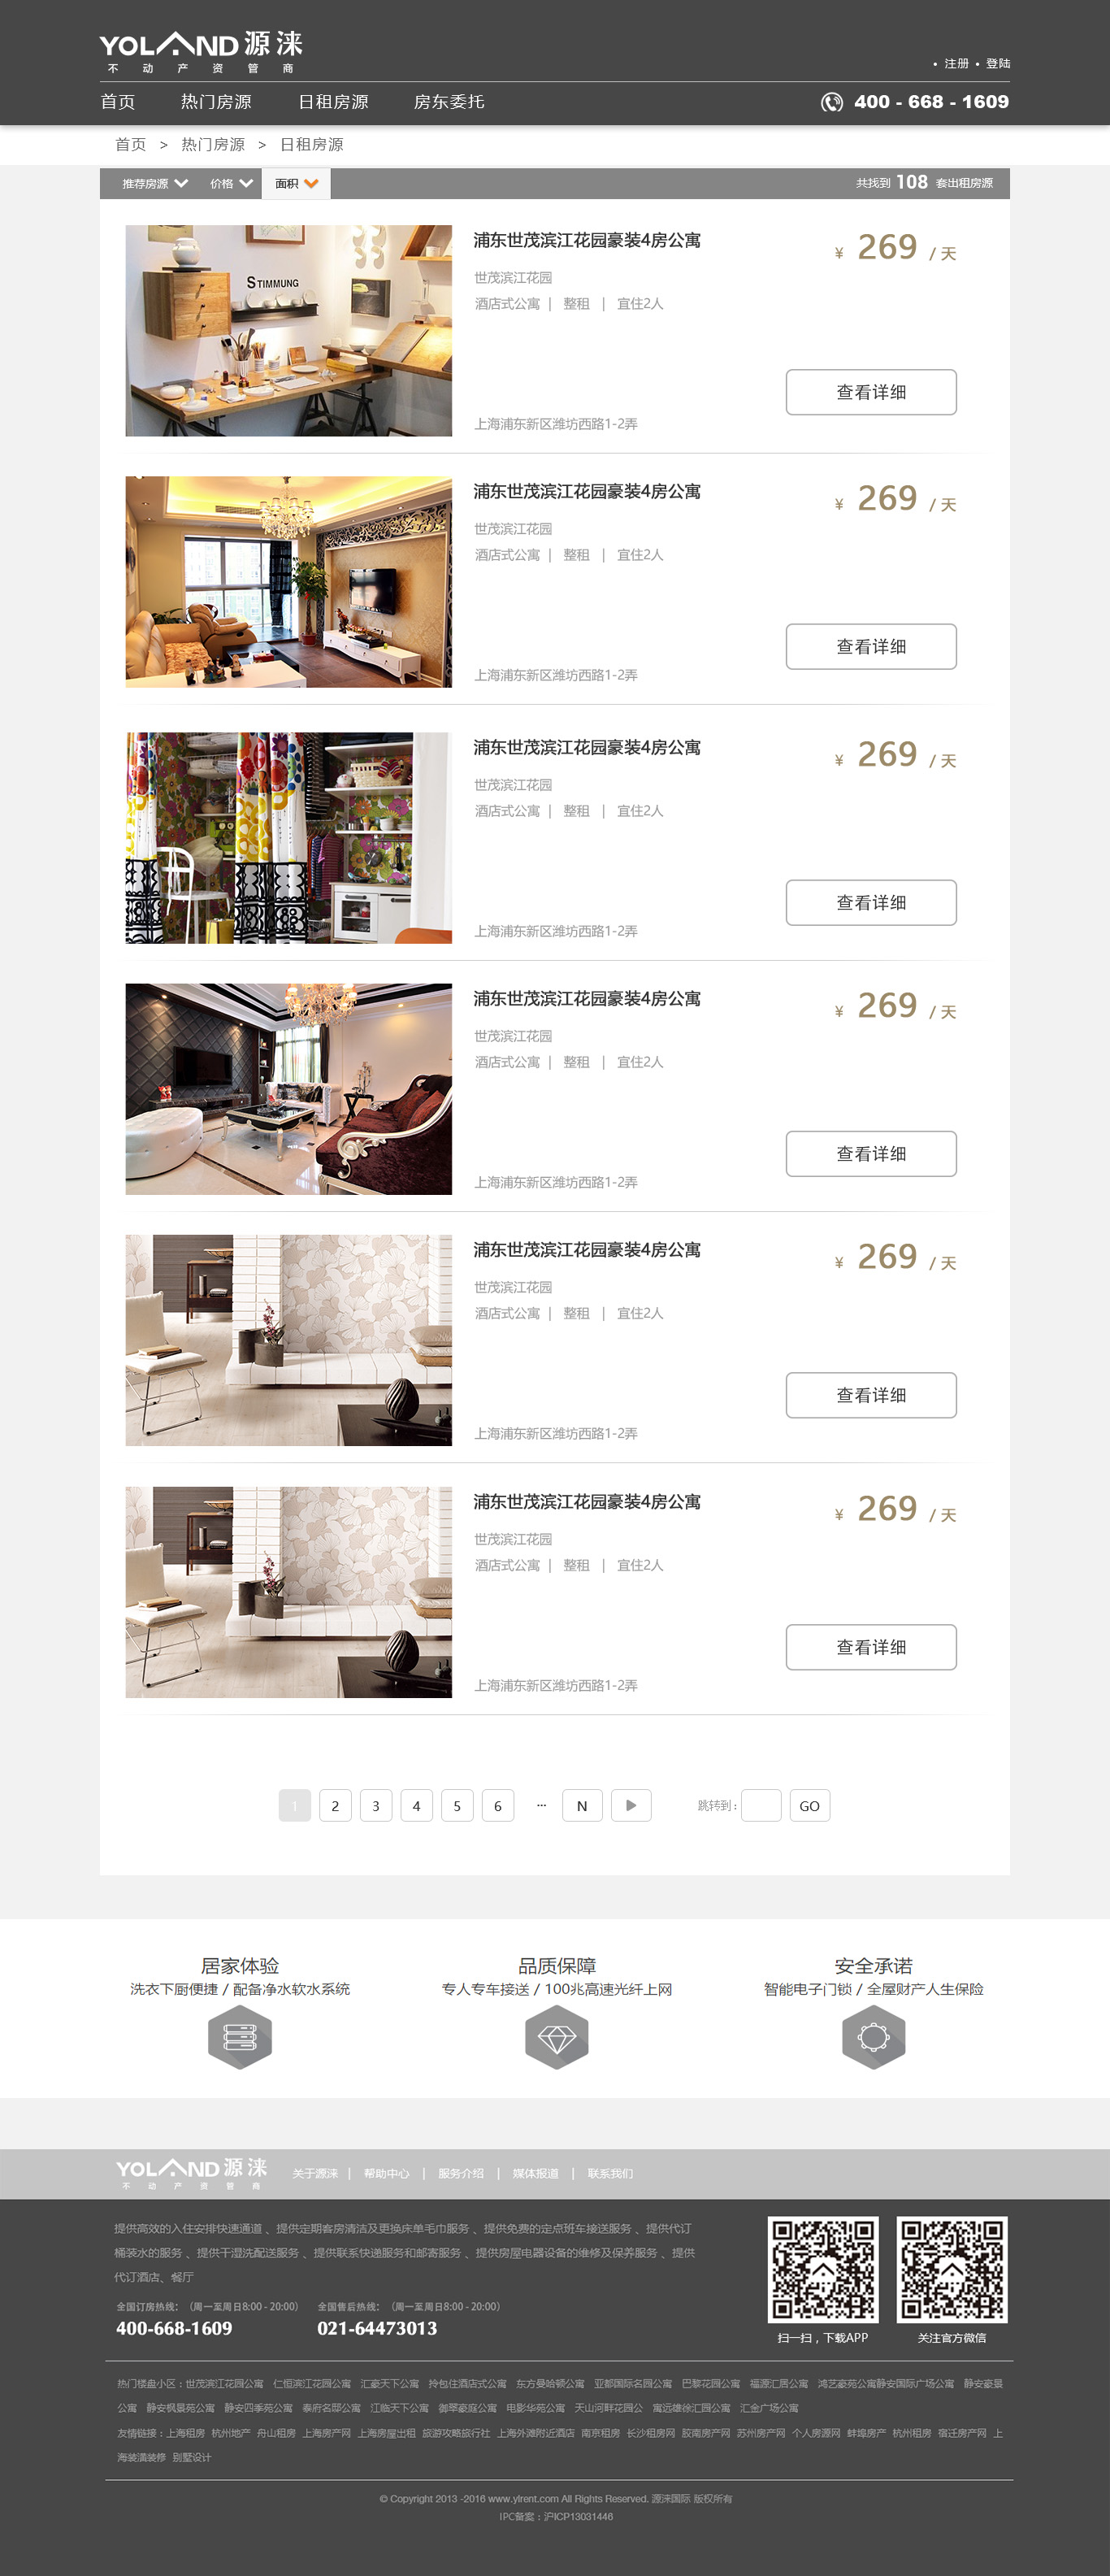 YOLAND源涞
不动产资管商
• 注册 • 登陆
首页 热门房源 日租房源 房东委托
400 - 668 - 1609
首页 > 热门房源 > 日租房源
推荐房源 价格 面积
共找到 108 套出租房源
STIMMUNG
浦东世茂滨江花园豪装4房公寓
¥ 269 / 天
世茂滨江花园
酒店式公寓 | 整租 | 宜住2人
查看详细
上海浦东新区潍坊西路1-2弄
浦东世茂滨江花园豪装4房公寓
¥ 269 / 天
世茂滨江花园
酒店式公寓 | 整租 | 宜住2人
查看详细
上海浦东新区潍坊西路1-2弄
浦东世茂滨江花园豪装4房公寓
¥ 269 / 天
世茂滨江花园
酒店式公寓 | 整租 | 宜住2人
查看详细
上海浦东新区潍坊西路1-2弄
浦东世茂滨江花园豪装4房公寓
¥ 269 / 天
世茂滨江花园
酒店式公寓 | 整租 | 宜住2人
查看详细
上海浦东新区潍坊西路1-2弄
浦东世茂滨江花园豪装4房公寓
¥ 269 / 天
世茂滨江花园
酒店式公寓 | 整租 | 宜住2人
查看详细
上海浦东新区潍坊西路1-2弄
浦东世茂滨江花园豪装4房公寓
¥ 269 / 天
世茂滨江花园
酒店式公寓 | 整租 | 宜住2人
查看详细
上海浦东新区潍坊西路1-2弄
1 2 3 4 5 6 ... N 跳转到: GO
居家体验
洗衣下厨便捷 / 配备净水软水系统
品质保障
专人专车接送 / 100兆高速光纤上网
安全承诺
智能电子门锁 / 全屋财产人生保险
YOLAND源涞
不动产资管商
关于源涞 | 帮助中心 | 服务介绍 | 媒体报道 | 联系我们
提供高效的入住安排快速通道 、提供定期客房清洁及更换床单毛巾服务 、提供免费的定点班车接送服务 、提供代订
桶装水的服务 、提供干湿洗配送服务 、提供联系快递服务和邮寄服务 、提供房屋电器设备的维修及保养服务 、提供
代订酒店、餐厅
全国订房热线: (周一至周日8:00 - 20:00)
400-668-1609
全国售后热线: (周一至周日8:00 - 20:00)
021-64473013
扫一扫，下载APP
关注官方微信
热门楼盘小区：世茂滨江花园公寓 仁恒滨江花园公寓 汇豪天下公寓 拎包住酒店式公寓 东方曼哈顿公寓 亚都国际名园公寓 巴黎花园公寓 福源汇居公寓 鸿艺豪苑公寓静安国际广场公寓 静安豪景
公寓 静安枫景苑公寓 静安四季苑公寓 泰府名邸公寓 江临天下公寓 御翠豪庭公寓 电影华苑公寓 天山河畔花园公 寓远雄徐汇园公寓 汇金广场公寓
友情链接：上海租房 杭州地产 舟山租房 上海房产网 上海房屋出租 旅游攻略旅行社 上海外滩附近酒店 南京租房 长沙租房网 胶南房产网 苏州房产网 个人房源网 蚌埠房产 杭州租房 宿迁房产网 上
海装潢装修 别墅设计
© Copyright 2013 -2016 www.ylrent.com All Rights Reserved. 源涞国际 版权所有
IPC备案：沪ICP13031446